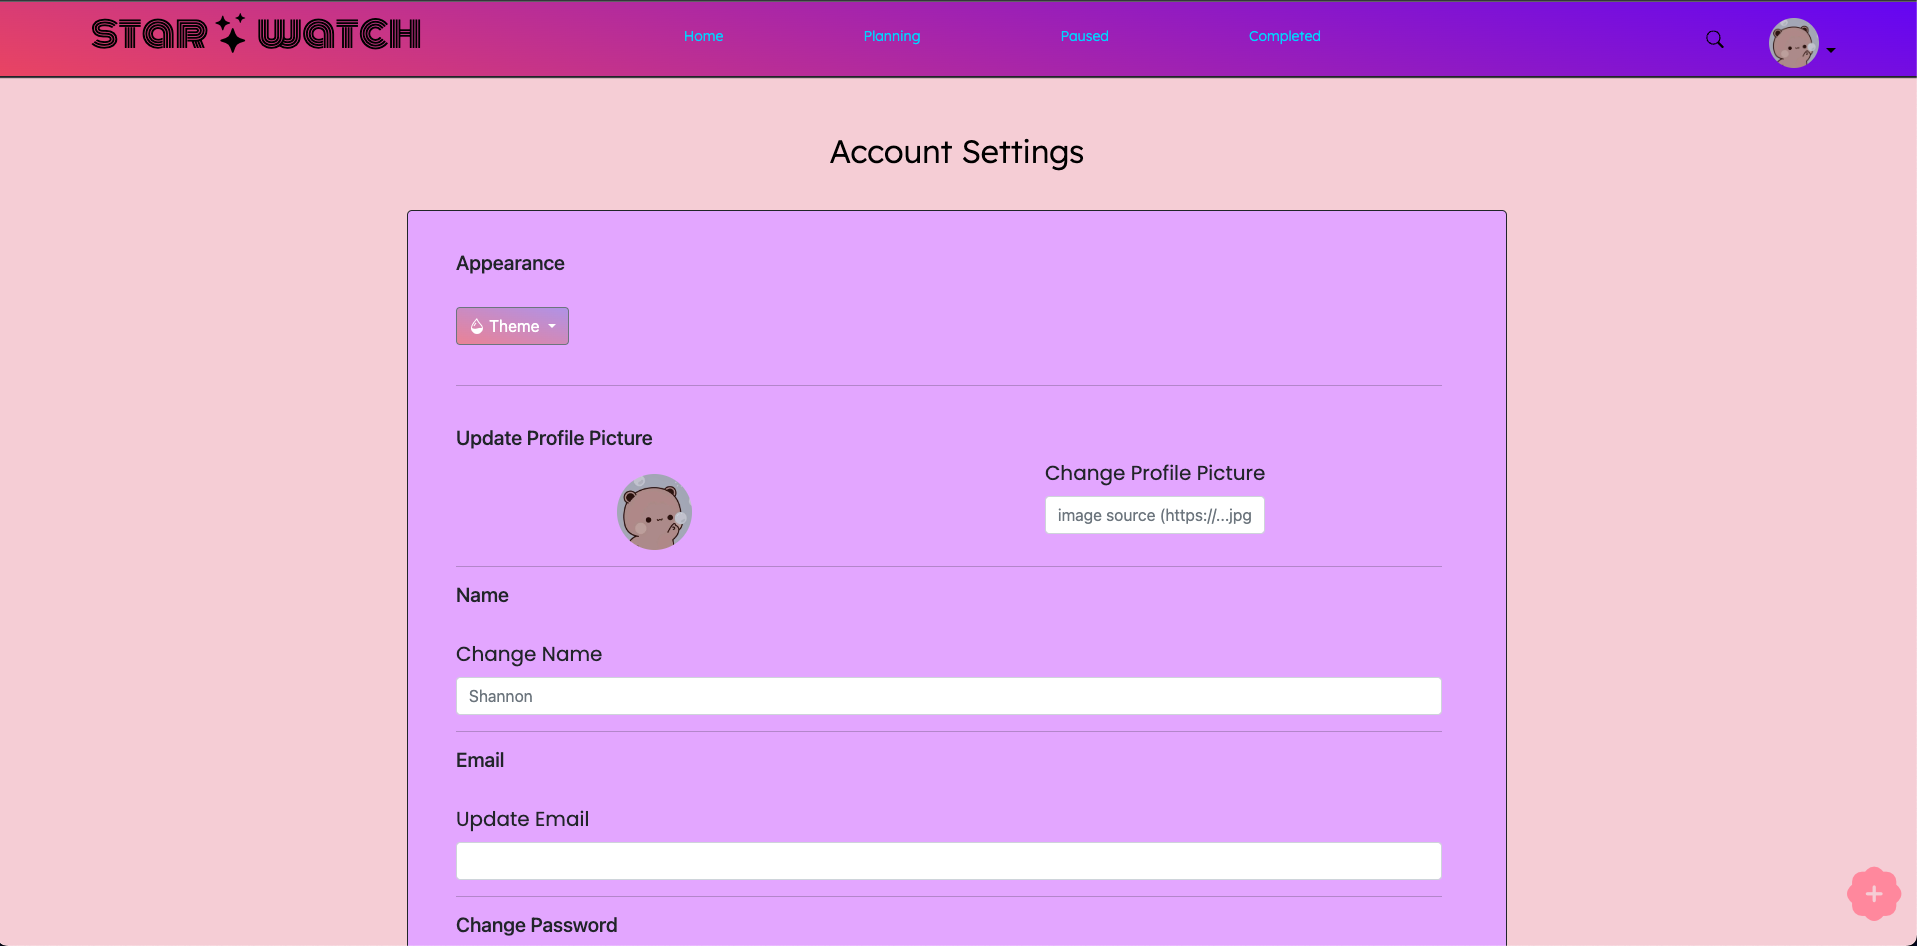 STAR WATCH
Home
Planning
Paused
Completed
Account Settings
Appearance
Theme
Update Profile Picture
Change Profile Picture
image source (https://...jpg
Name
Change Name
Shannon
Email
Update Email
Change Password